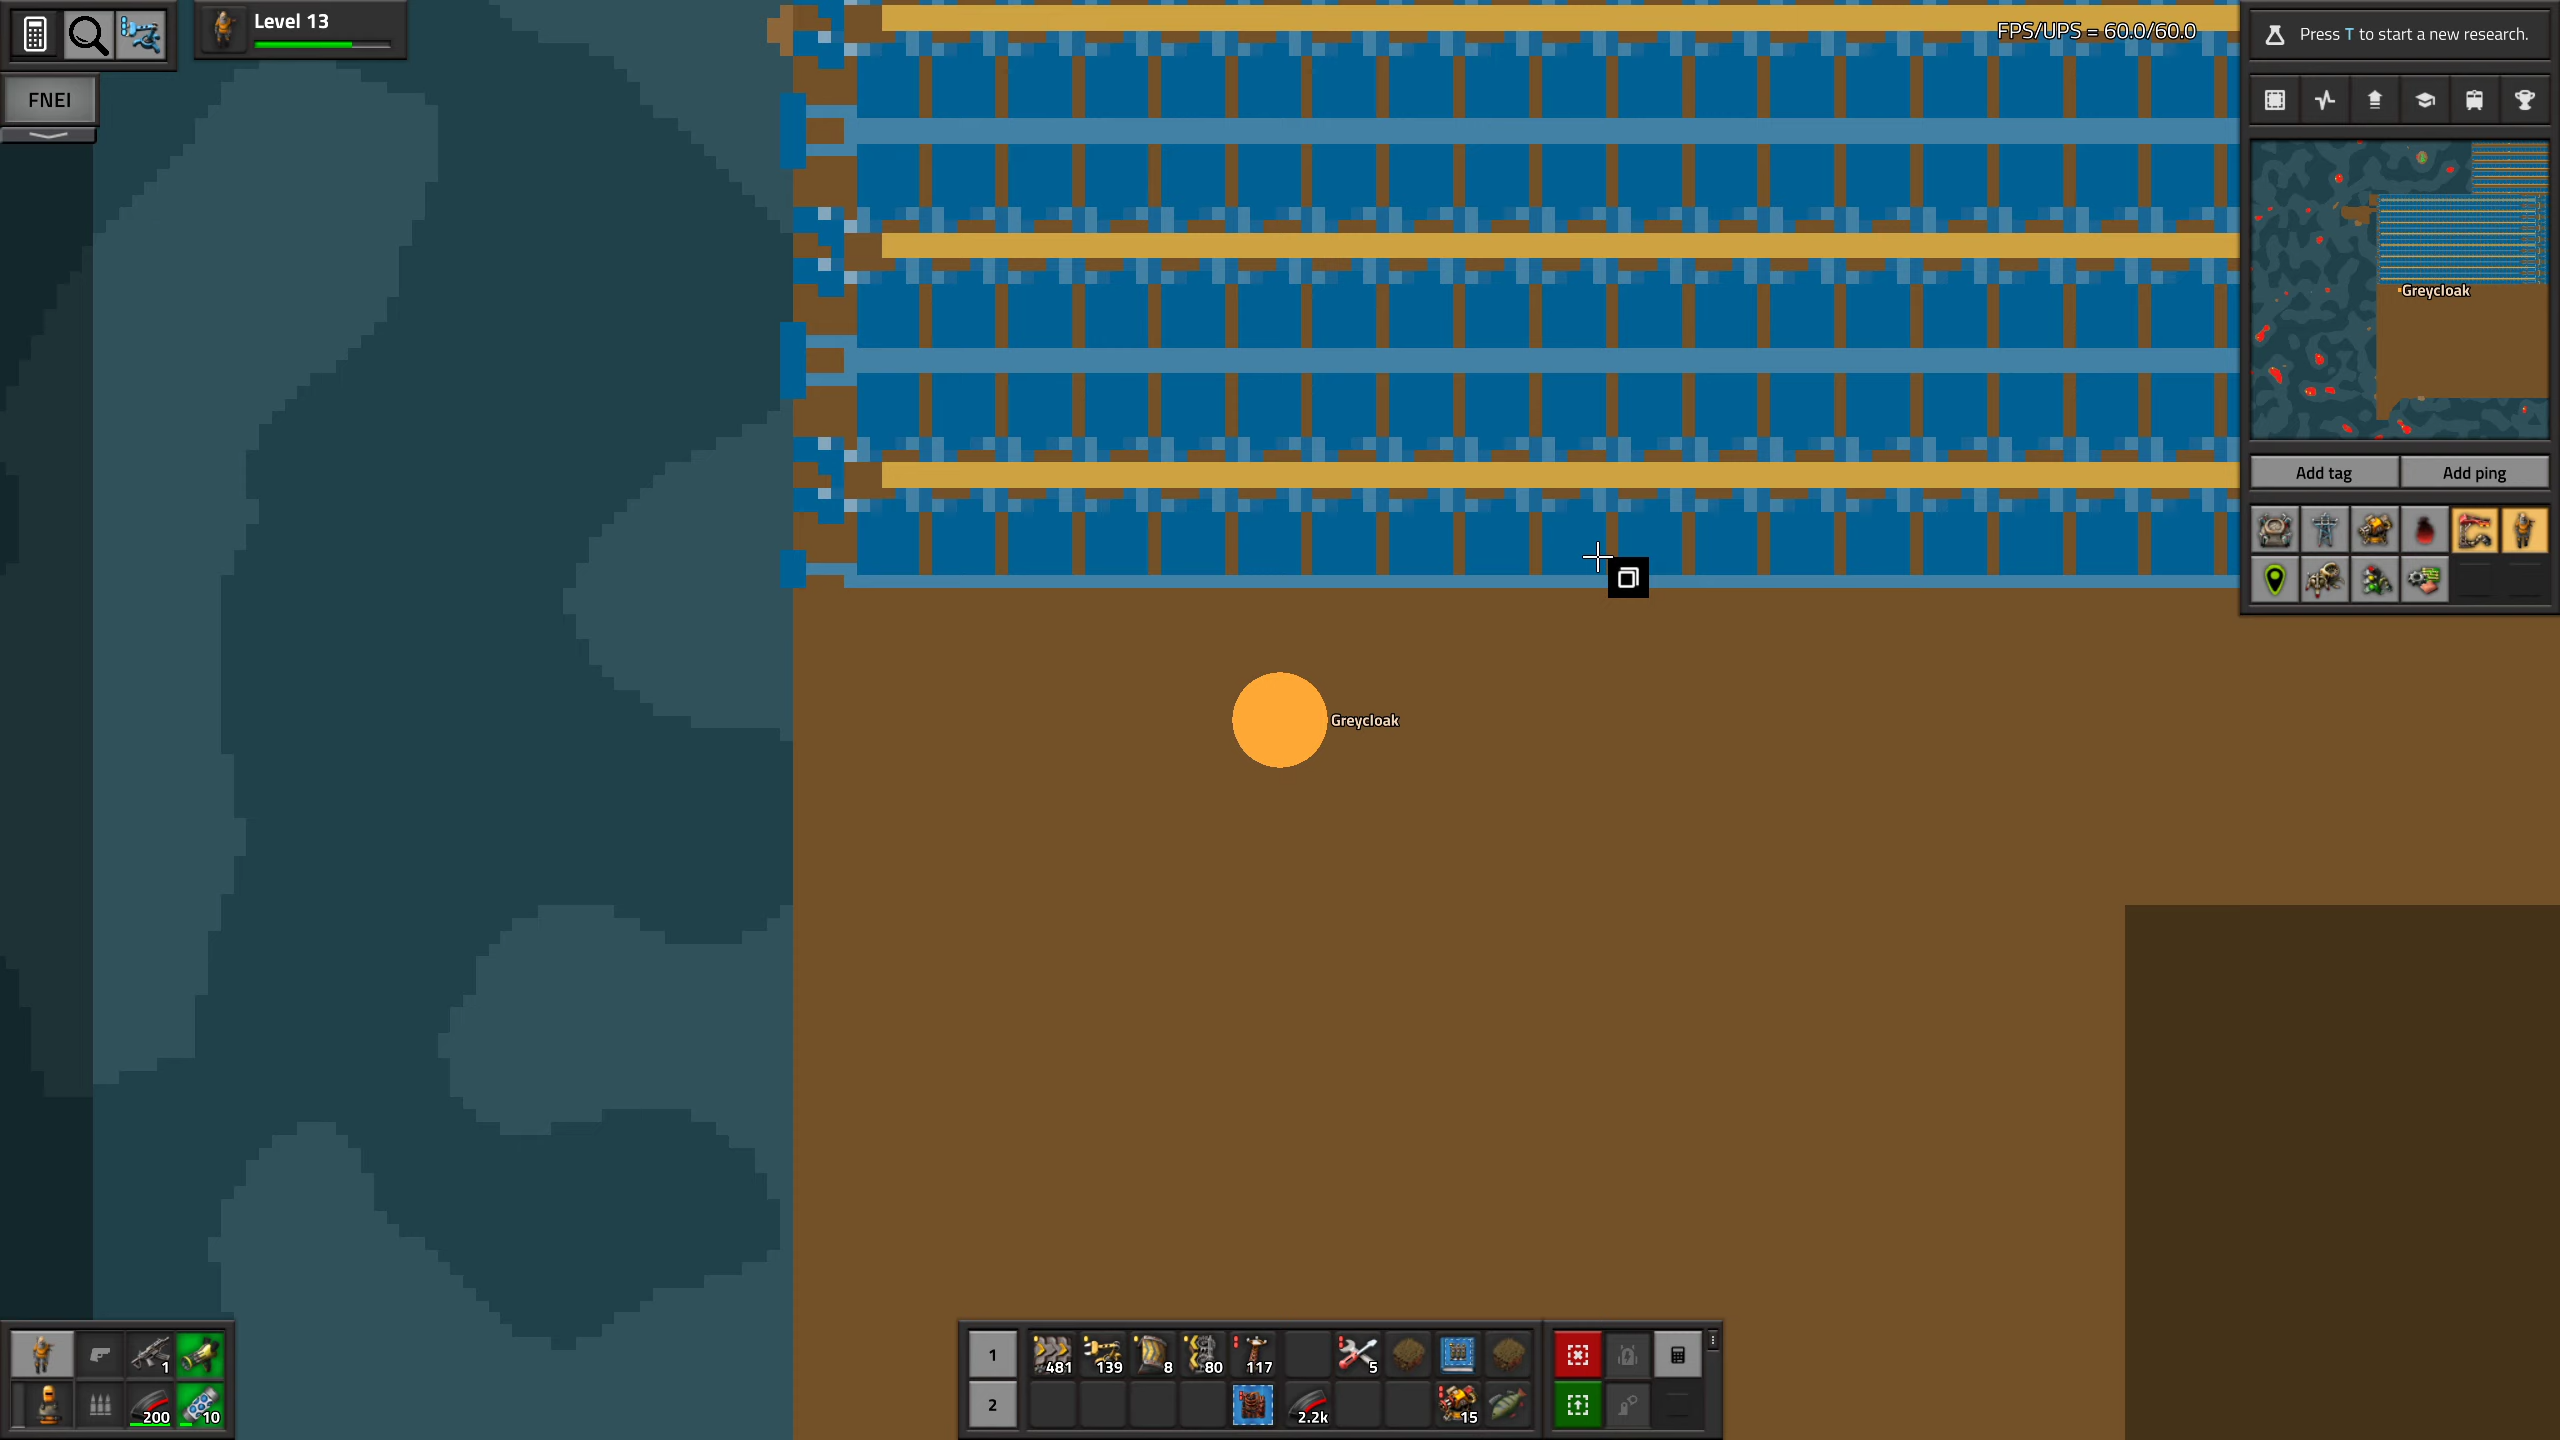 Level 13
FPS/UPS = 60.0/60.0
Press T to start a new research.
FNEI
Greycloak
Add tag
Add ping
Greycloak
1
200
10
1
481
139
8
80
117
5
2
2.2k
15